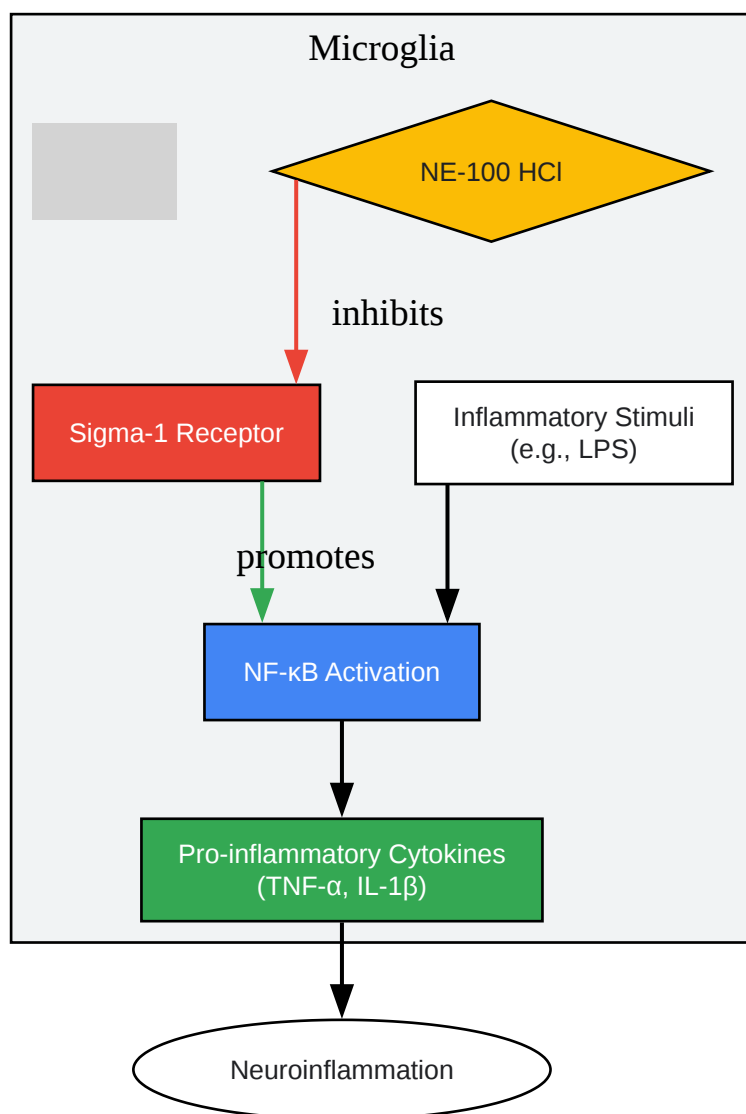 Microglia
NE-100 HCl
inhibits
Sigma-1 Receptor
Inflammatory Stimuli
(e.g., LPS)
promotes
NF-κB Activation
Pro-inflammatory Cytokines
(TNF-α, IL-1β)
Neuroinflammation